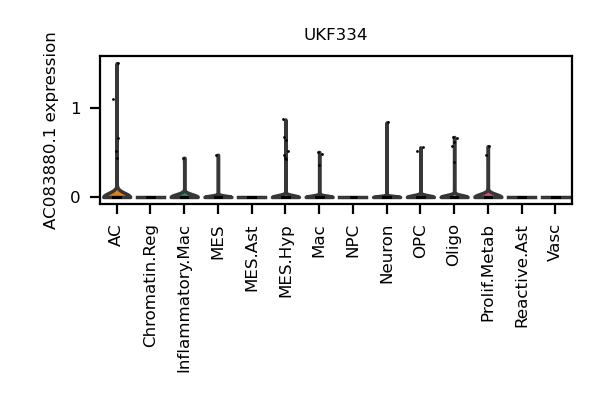 UKF334
AC083880.1 expression
1
0
AC
Chromatin.Reg
Inflammatory.Mac
MES
MES.Ast
MES.Hyp
Mac
NPC
Neuron
OPC
Oligo
Prolif.Metab
Reactive.Ast
Vasc